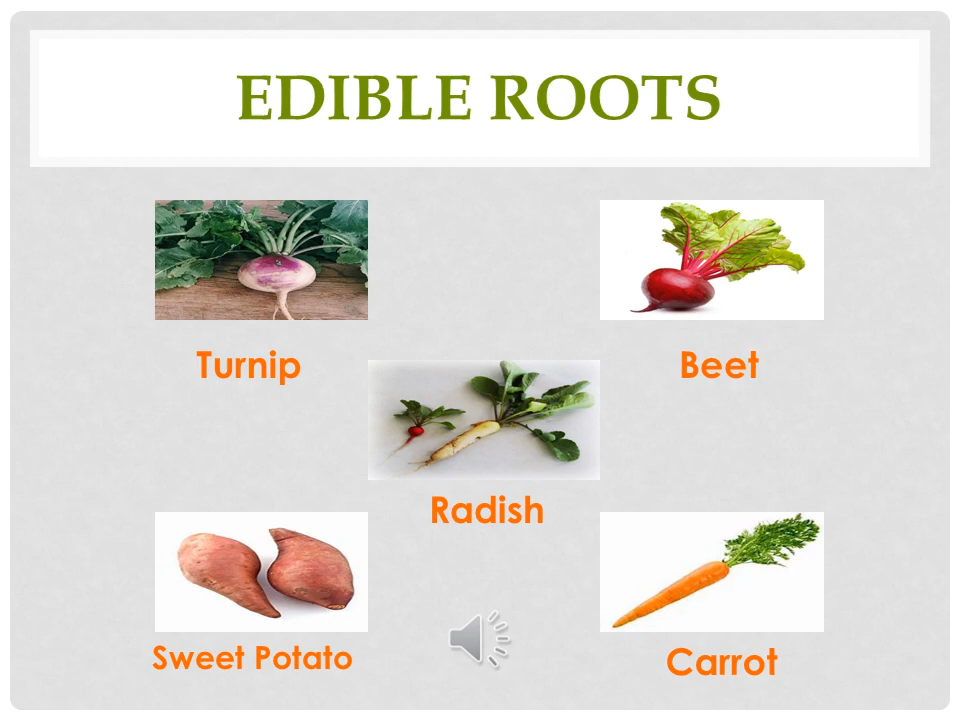 EDIBLE ROOTS
Turnip
Beet
Radish
Sweet Potato
Carrot